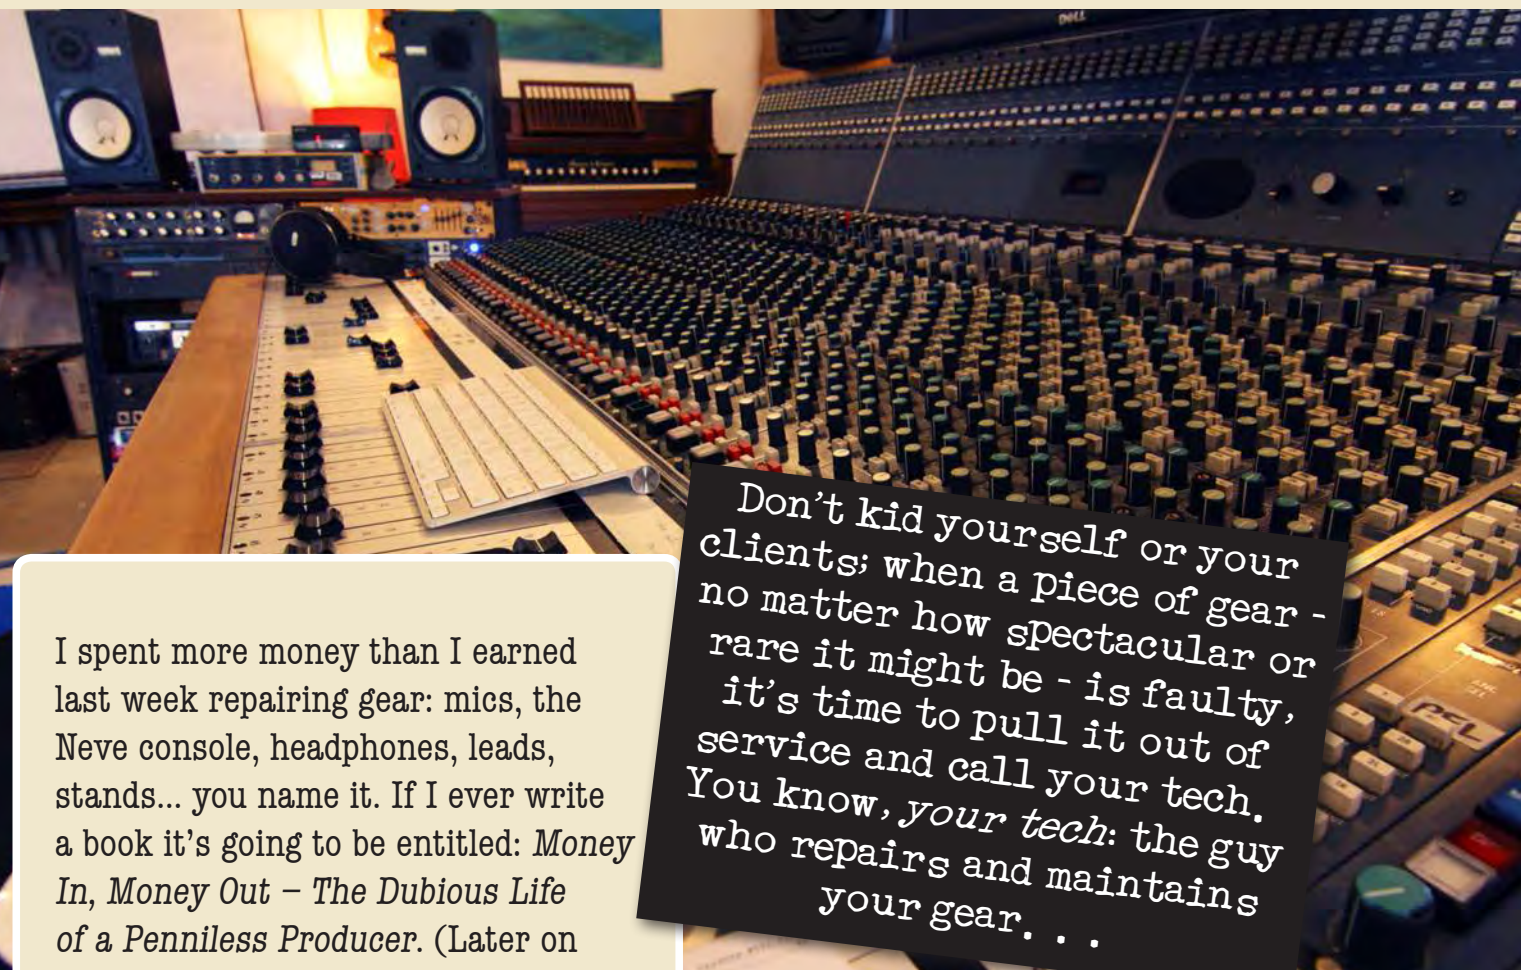 DELL
I spent more money than I earned
last week repairing gear: mics, the
Neve console, headphones, leads,
stands... you name it. If I ever write
a book it's going to be entitled: Money
In, Money Out – The Dubious Life
of a Penniless Producer. (Later on
Don't kid yourself or your
clients; when a piece of gear -
no matter how spectacular or
rare it might be - is faulty,
it's time to pull it out of
service and call your tech.
You know, your tech: the guy
who repairs and maintains
your gear. . .
PEL